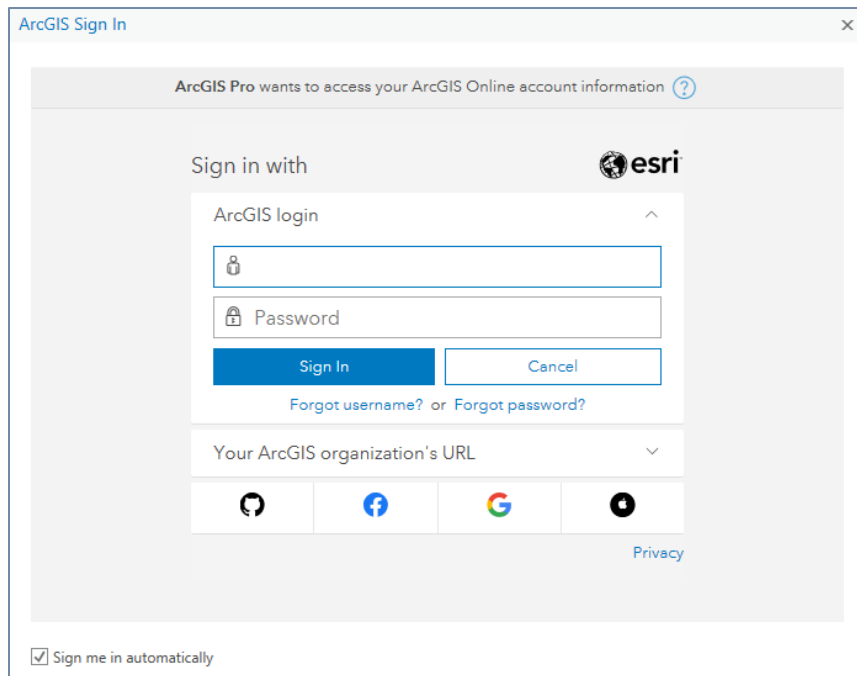 ArcGIS Sign In
ArcGIS Pro wants to access your ArcGIS Online account information ?
Sign in with
esri
ArcGIS login
Password
Sign In Cancel
Forgot username? or Forgot password?
Your ArcGIS organization's URL
Privacy
Sign me in automatically